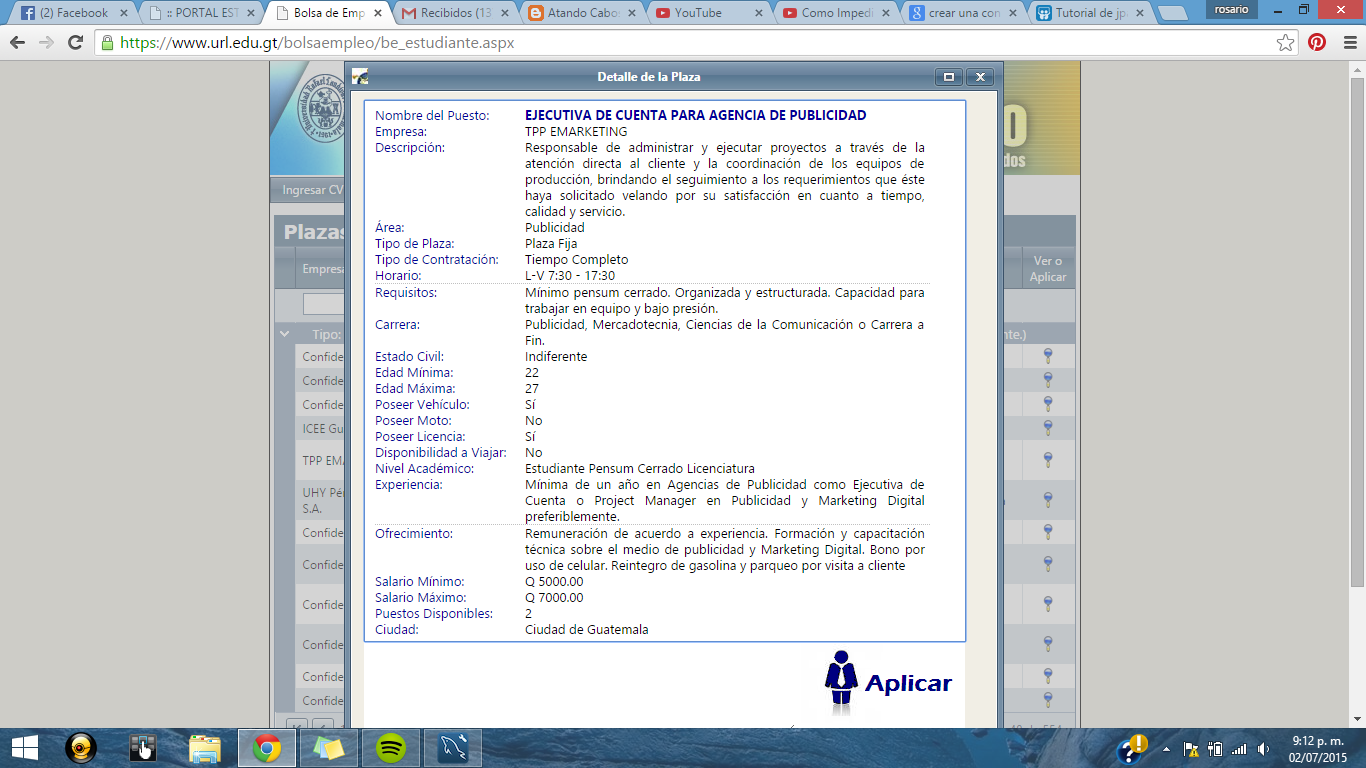 (2) Facebook
:: PORTAL EST
Bolsa de Emp
Recibidos (13
Atando Cabos
YouTube
Como Impedi
crear una con
Tutorial de jp
rosario
https://www.url.edu.gt/bolsaempleo/be_estudiante.aspx
Detalle de la Plaza
O
dos
Ingresar CV
Plazas
Empresa
Ver o
Aplicar
Tipo:
nte.)
Confide
Confide
Confide
ICEE Gu
TPP EMA
UHY Pé
S.A.
Confide
Confide
Confide
Confide
Confide
Confide
Nombre del Puesto: EJECUTIVA DE CUENTA PARA AGENCIA DE PUBLICIDAD
Empresa: TPP EMARKETING
Descripción: Responsable de administrar y ejecutar proyectos a través de la
atención directa al cliente y la coordinación de los equipos de
producción, brindando el seguimiento a los requerimientos que éste
haya solicitado velando por su satisfacción en cuanto a tiempo,
calidad y servicio.
Área: Publicidad
Tipo de Plaza: Plaza Fija
Tipo de Contratación: Tiempo Completo
Horario: L-V 7:30 - 17:30
Requisitos: Mínimo pensum cerrado. Organizada y estructurada. Capacidad para
trabajar en equipo y bajo presión.
Carrera: Publicidad, Mercadotecnia, Ciencias de la Comunicación o Carrera a
Fin.
Estado Civil: Indiferente
Edad Mínima: 22
Edad Máxima: 27
Poseer Vehículo: Sí
Poseer Moto: No
Poseer Licencia: Sí
Disponibilidad a Viajar: No
Nivel Académico: Estudiante Pensum Cerrado Licenciatura
Experiencia: Mínima de un año en Agencias de Publicidad como Ejecutiva de
Cuenta o Project Manager en Publicidad y Marketing Digital
preferiblemente.
Ofrecimiento: Remuneración de acuerdo a experiencia. Formación y capacitación
técnica sobre el medio de publicidad y Marketing Digital. Bono por
uso de celular. Reintegro de gasolina y parqueo por visita a cliente
Salario Mínimo: Q 5000.00
Salario Máximo: Q 7000.00
Puestos Disponibles: 2
Ciudad: Ciudad de Guatemala
Aplicar
9:12 p. m.
02/07/2015